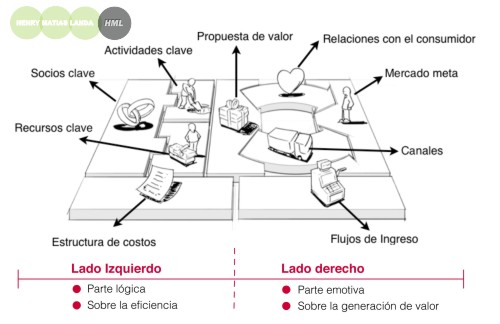 HENRY MATIAS LANDA HML
Propuesta de valor
Relaciones con el consumidor
Actividades clave
Socios clave
Mercado meta
Recursos clave
Canales
Estructura de costos
Flujos de Ingreso
Lado Izquierdo
Lado derecho
Parte lógica
Parte emotiva
Sobre la eficiencia
Sobre la generación de valor